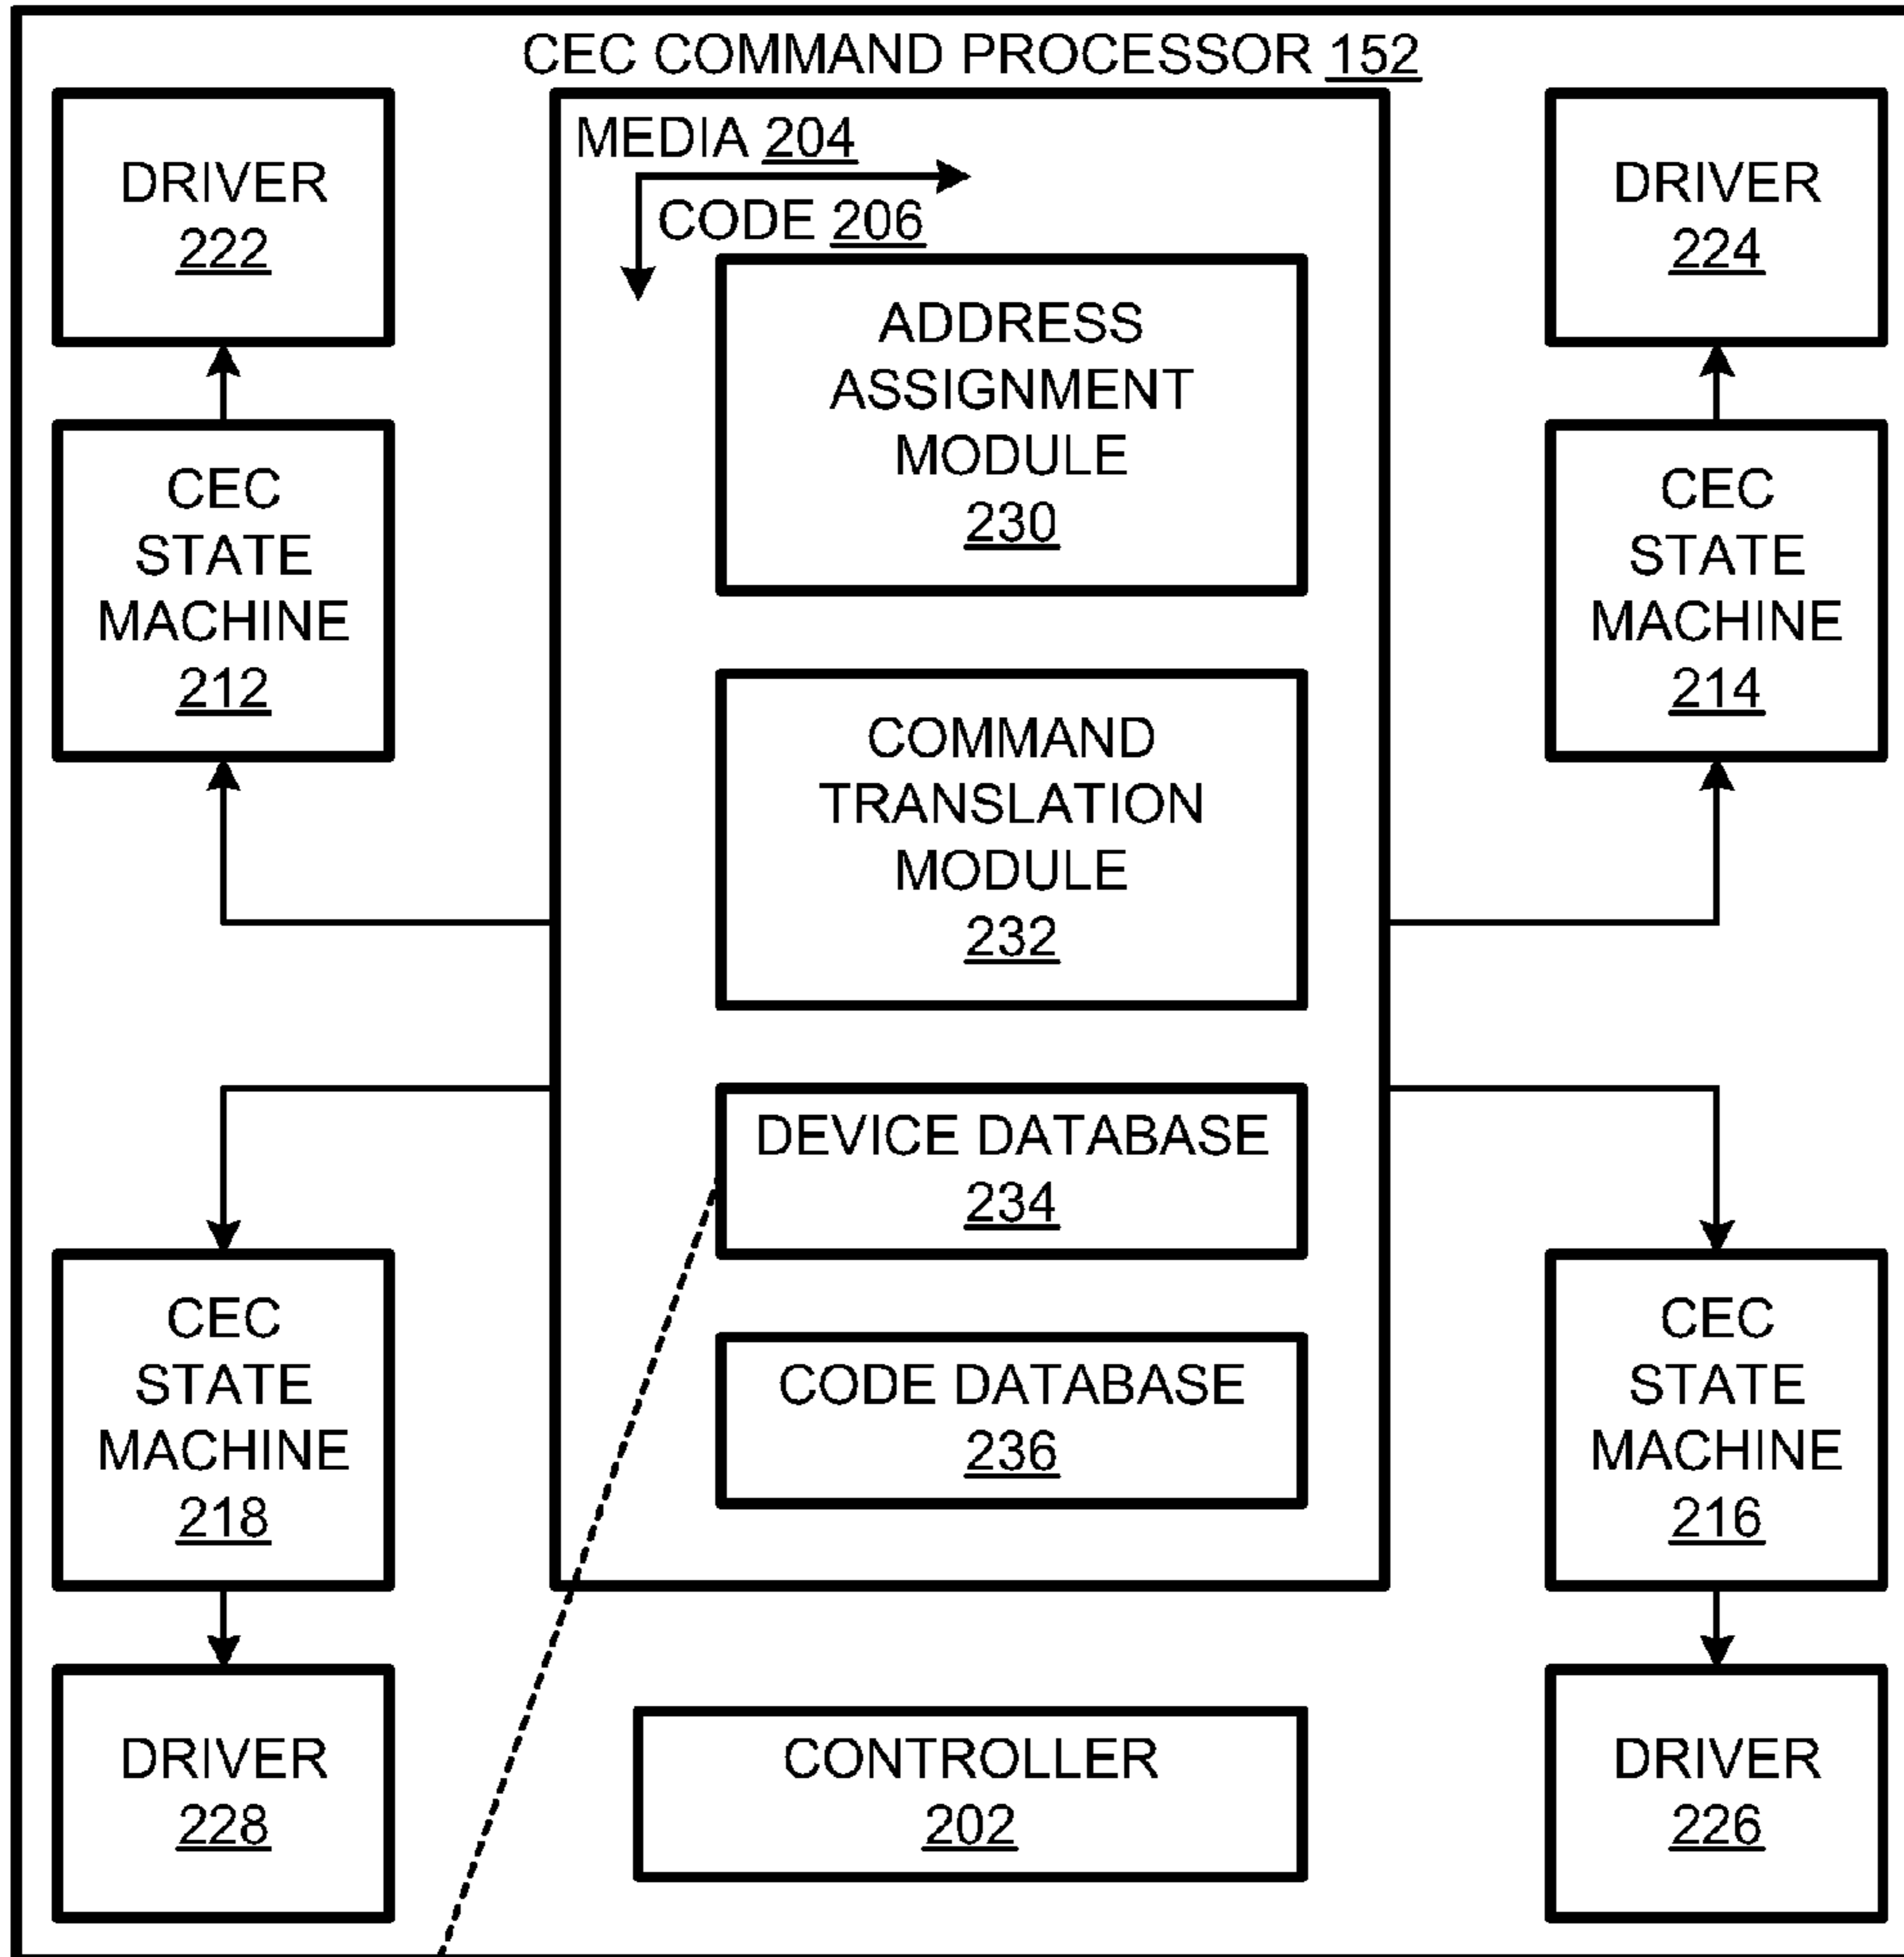 CEC COMMAND PROCESSOR 152
DRIVER
222
MEDIA 204
CODE 206
DRIVER
224
ADDRESS
ASSIGNMENT
MODULE
230
CEC
STATE
MACHINE
212
CEC
STATE
MACHINE
214
COMMAND
TRANSLATION
MODULE
232
DEVICE DATABASE
234
CEC
STATE
MACHINE
218
CODE DATABASE
236
CEC
STATE
MACHINE
216
DRIVER
228
CONTROLLER
202
DRIVER
226